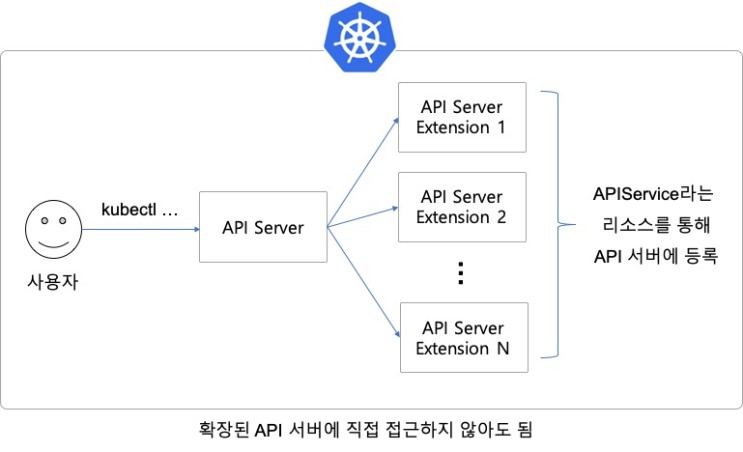 kubectl ...
사용자
API Server
API Server
Extension 1
API Server
Extension 2
⋮
API Server
Extension N
APIService라는
리소스를 통해
API 서버에 등록
확장된 API 서버에 직접 접근하지 않아도 됨